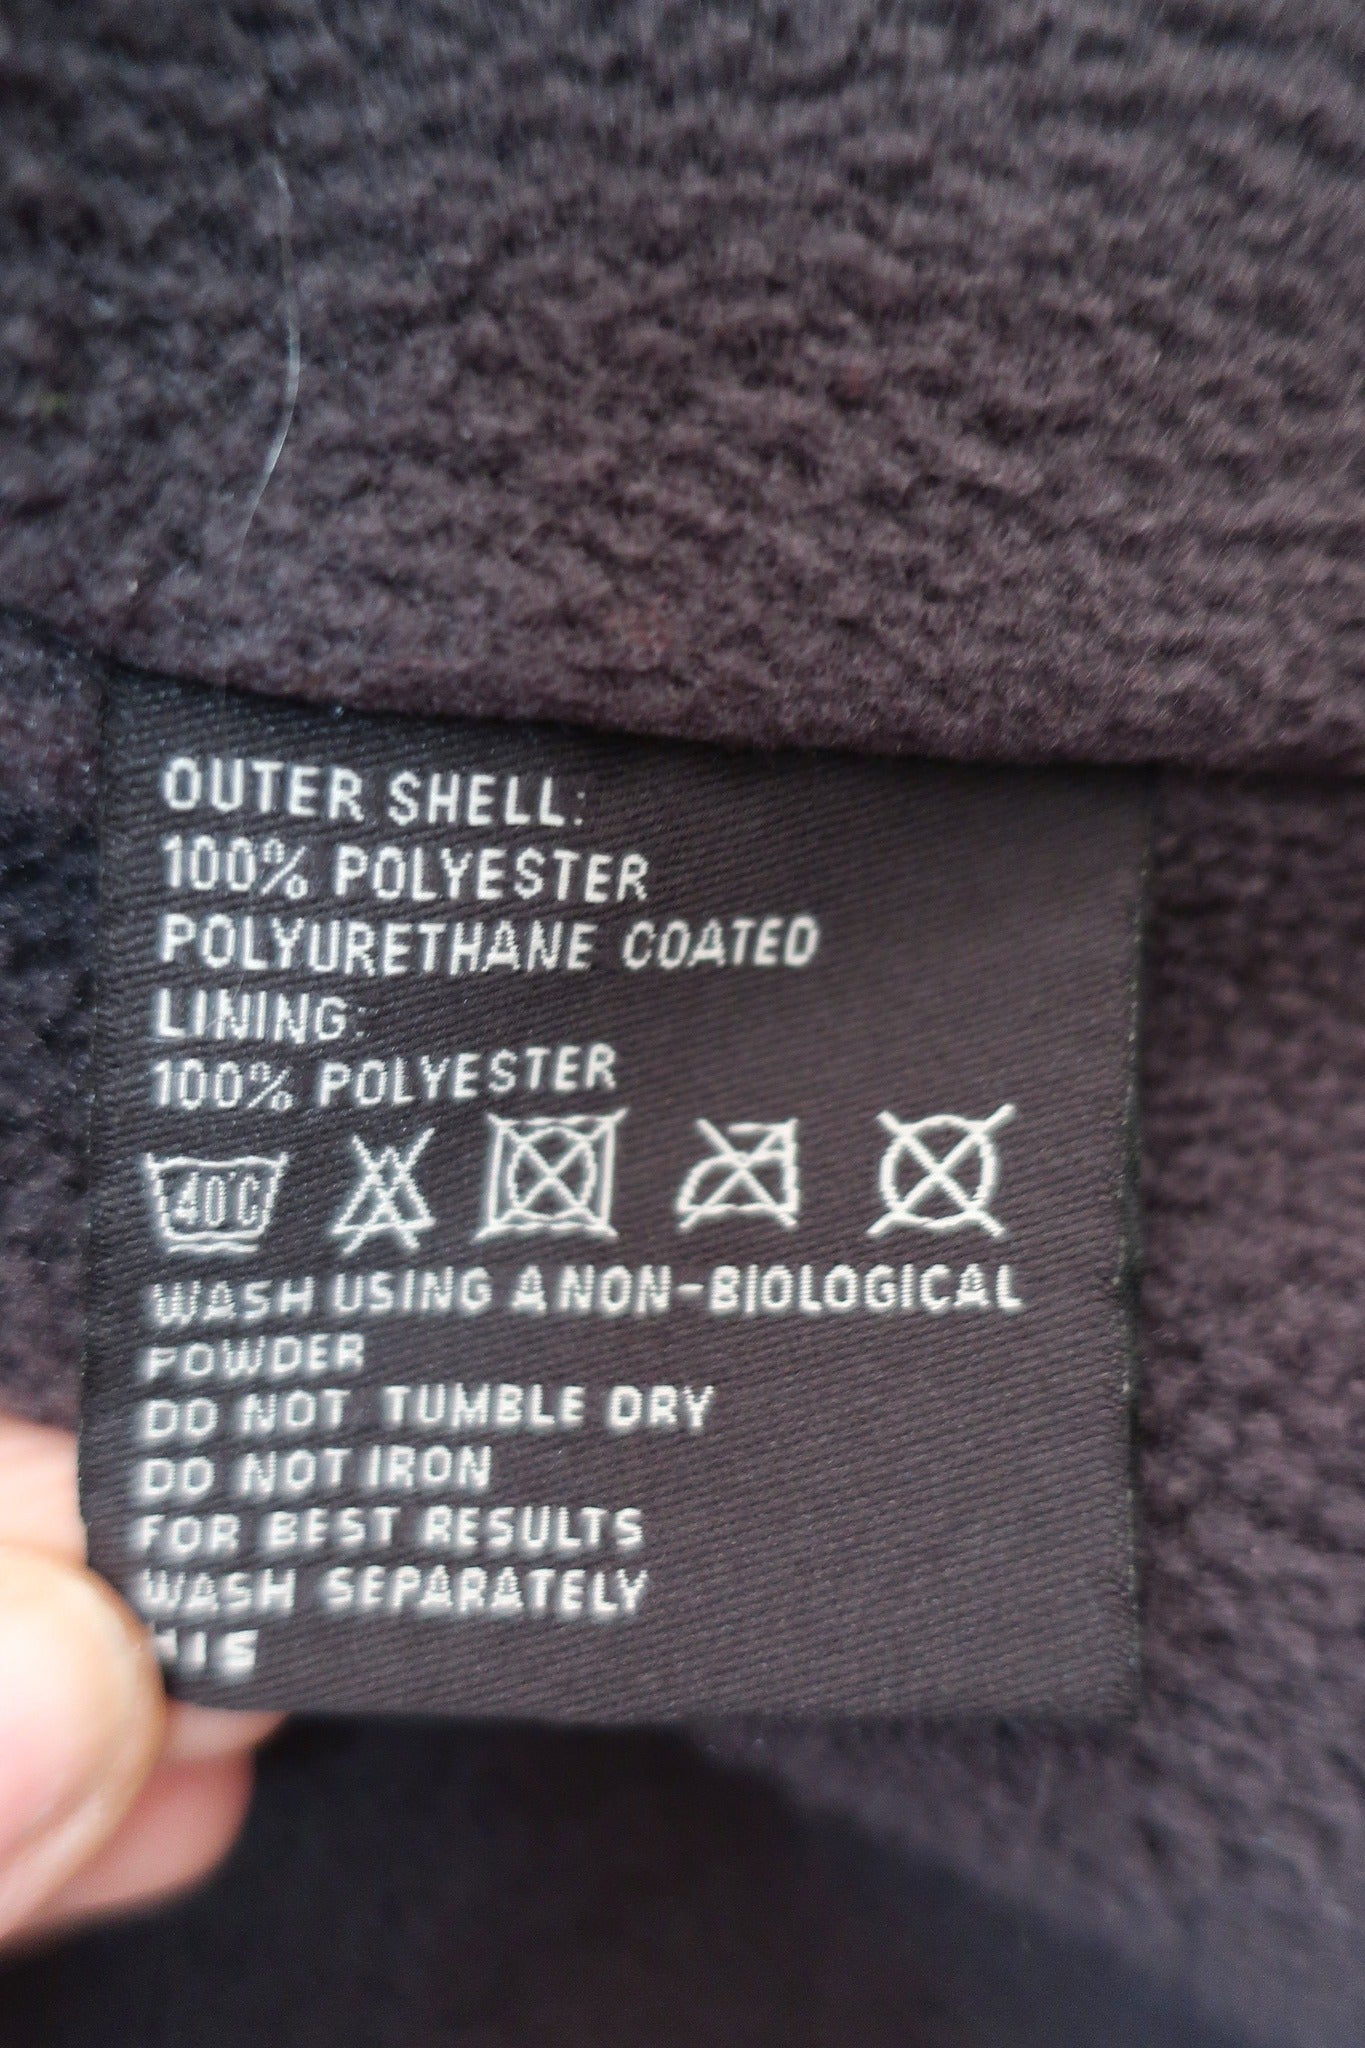 OUTER SHELL:
100% POLYESTER
POLYURETHANE COATED
LINING:
100% POLYESTER
40°C
WASH USING A NON-BIOLOGICAL
POWDER
DO NOT TUMBLE DRY
DO NOT IRON
FOR BEST RESULTS
WASH SEPARATELY